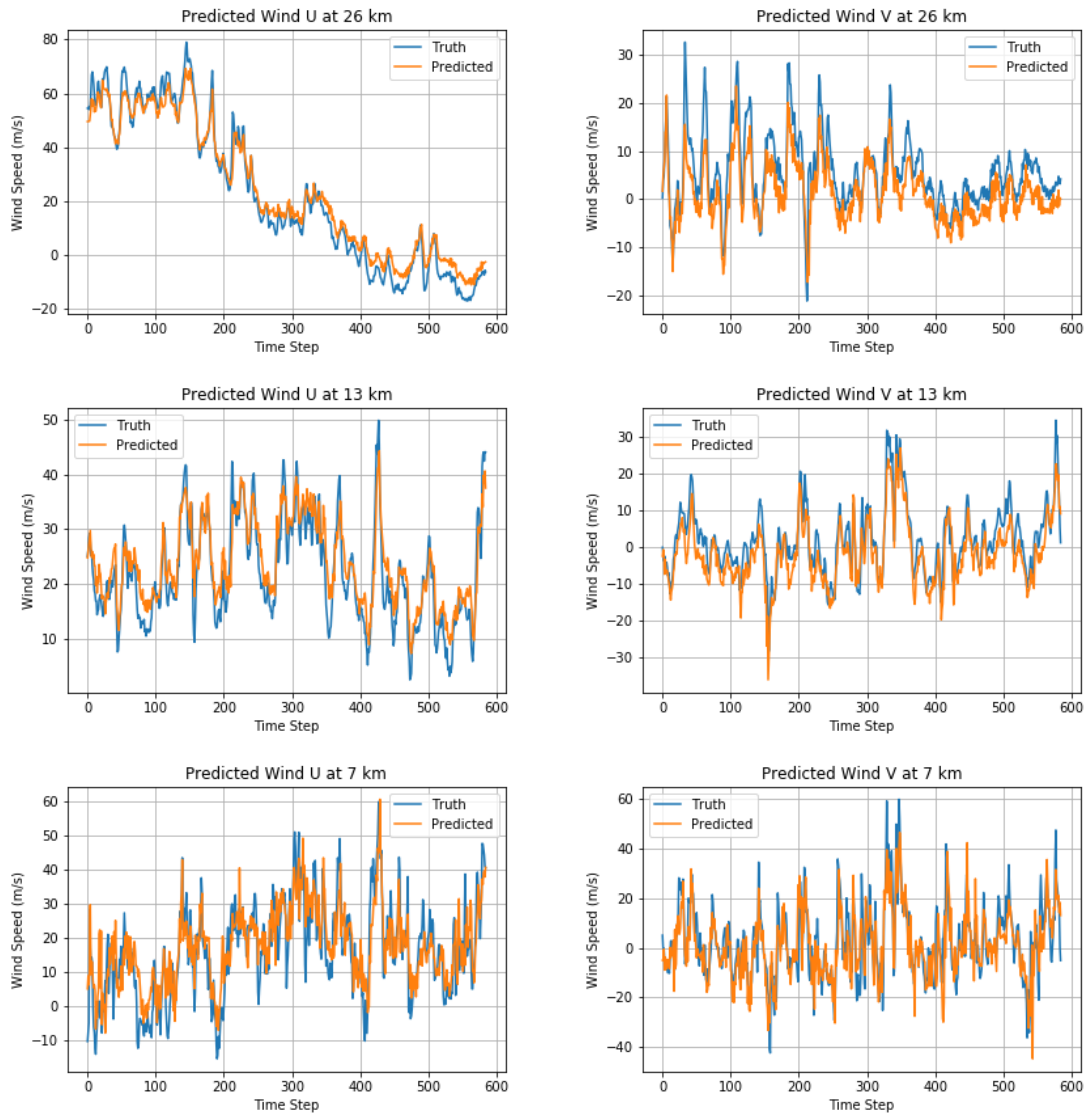 Predicted Wind U at 26 km
Wind Speed (m/s)
80
60
40
20
0
−20
Truth
Predicted
0 100 200 300 400 500 600
Time Step
Predicted Wind V at 26 km
Wind Speed (m/s)
30
20
10
0
−10
−20
Truth
Predicted
0 100 200 300 400 500 600
Time Step
Predicted Wind U at 13 km
Wind Speed (m/s)
50
40
30
20
10
Truth
Predicted
0 100 200 300 400 500 600
Time Step
Predicted Wind V at 13 km
Wind Speed (m/s)
30
20
10
0
−10
−20
−30
Truth
Predicted
0 100 200 300 400 500 600
Time Step
Predicted Wind U at 7 km
Wind Speed (m/s)
60
50
40
30
20
10
0
−10
Truth
Predicted
0 100 200 300 400 500 600
Time Step
Predicted Wind V at 7 km
Wind Speed (m/s)
60
40
20
0
−20
−40
Truth
Predicted
0 100 200 300 400 500 600
Time Step